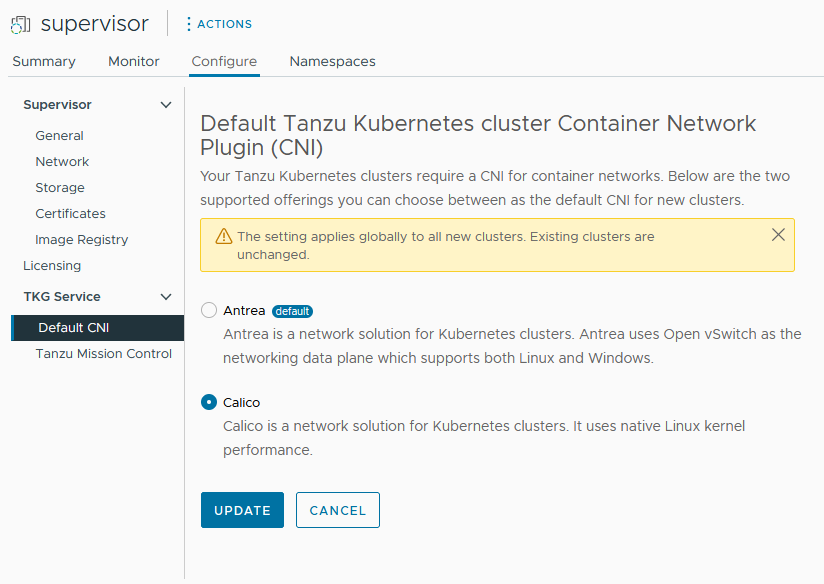 supervisor
ACTIONS
Summary Monitor Configure Namespaces
Supervisor
General
Network
Storage
Certificates
Image Registry
Licensing
TKG Service
Default CNI
Tanzu Mission Control
Default Tanzu Kubernetes cluster Container Network
Plugin (CNI)
Your Tanzu Kubernetes clusters require a CNI for container networks. Below are the two
supported offerings you can choose between as the default CNI for new clusters.
The setting applies globally to all new clusters. Existing clusters are
unchanged.
Antrea default
Antrea is a network solution for Kubernetes clusters. Antrea uses Open vSwitch as the
networking data plane which supports both Linux and Windows.
Calico
Calico is a network solution for Kubernetes clusters. It uses native Linux kernel
performance.
UPDATE CANCEL